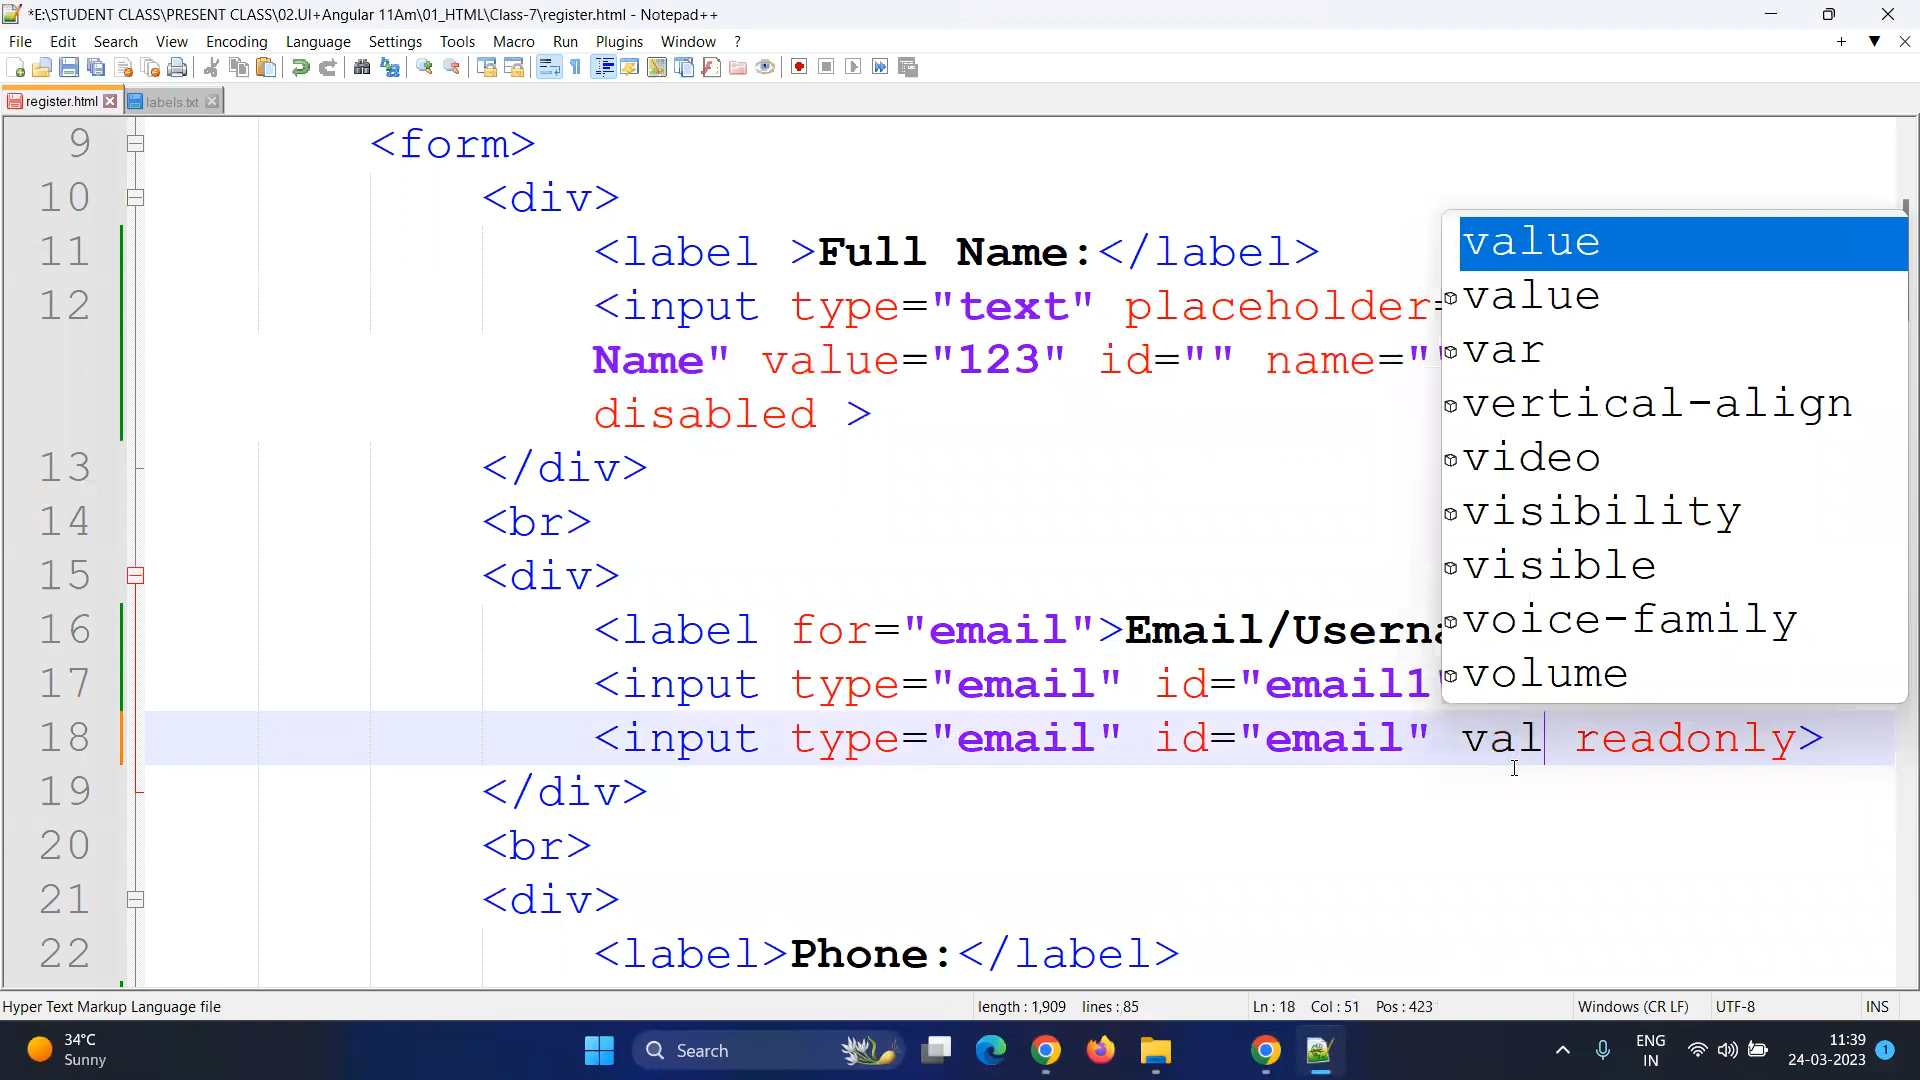 *E:\STUDENT CLASS\PRESENT CLASS\02.UI+Angular 11Am\01_HTML\Class-7\register.html - Notepad++
File Edit Search View Encoding Language Settings Tools Macro Run Plugins Window ?
register.html labels.txt
9 <form>
10 <div>
11 <label >Full Name:</label>
12 <input type="text" placeholder=
Name" value="123" id="" name=""
disabled >
13 </div>
14 <br>
15 <div>
16 <label for="email">Email/Userna
17 <input type="email" id="email1"
18 <input type="email" id="email" val readonly>
19 </div>
20 <br>
21 <div>
22 <label>Phone:</label>
value
value
var
vertical-align
video
visibility
visible
voice-family
volume
Hyper Text Markup Language file length : 1,909 lines : 85 Ln : 18 Col : 51 Pos : 423 Windows (CR LF) UTF-8 INS
34°C
Sunny
Search
ENG
IN
11:39
24-03-2023
1